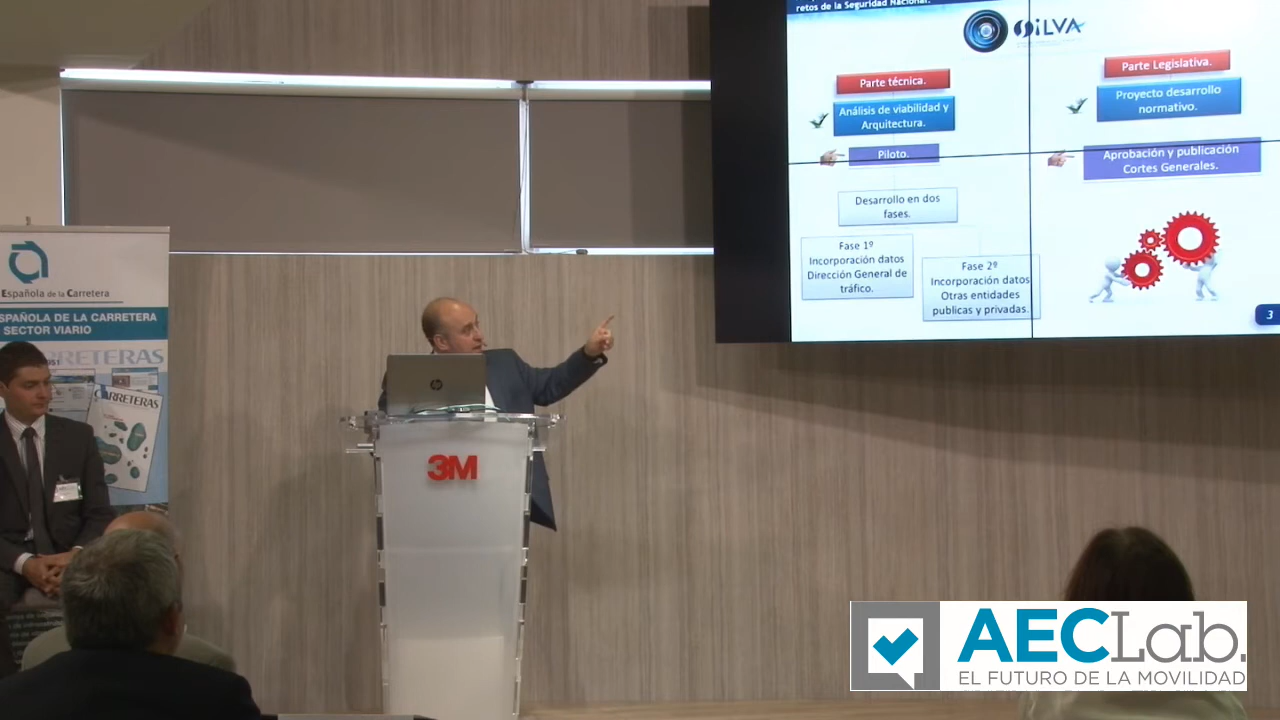 retos de la Seguridad Nacional.
SiLVA
Parte técnica.
Análisis de viabilidad y
Arquitectura.
Piloto.
Desarrollo en dos
fases.
Fase 1º
Incorporación datos
Dirección General de
tráfico.
Fase 2º
Incorporación datos
Otras entidades
publicas y privadas.
Parte Legislativa.
Proyecto desarrollo
normativo.
Aprobación y publicación
Cortes Generales.
3
Española de la Carretera
SPAÑOLA DE LA CARRETERA
SECTOR VIARIO
RRETERAS
CARRETERAS
hp
3M
AECLab.
EL FUTURO DE LA MOVILIDAD